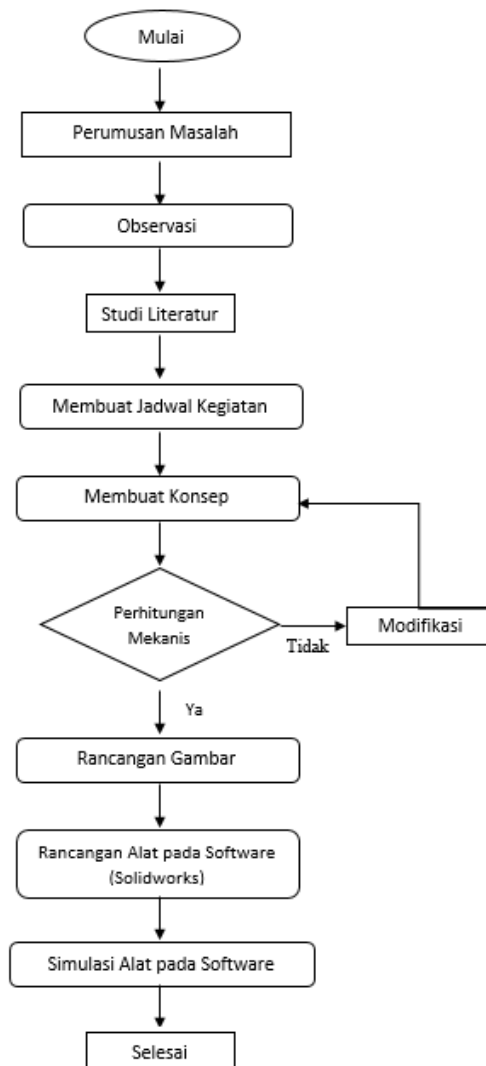 Mulai
Perumusan Masalah
Observasi
Studi Literatur
Membuat Jadwal Kegiatan
Membuat Konsep
Perhitungan
Mekanis
Tidak
Modifikasi
Ya
Rancangan Gambar
Rancangan Alat pada Software
(Solidworks)
Simulasi Alat pada Software
Selesai